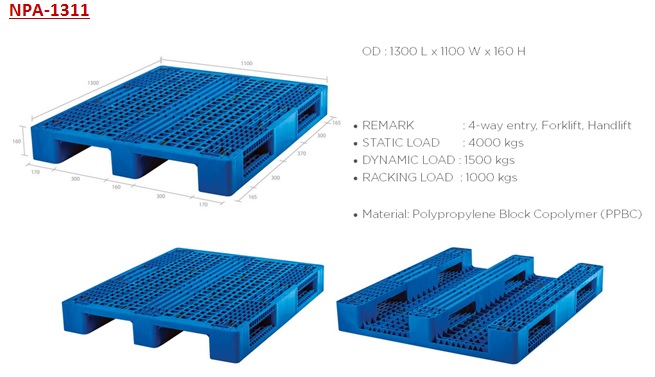 NPA-1311
OD : 1300 L x 1100 W x 160 H
1300
1100
• REMARK : 4-way entry, Forklift, Handlift
• STATIC LOAD : 4000 kgs
• DYNAMIC LOAD : 1500 kgs
• RACKING LOAD : 1000 kgs
• Material: Polypropylene Block Copolymer (PPBC)
160
165
370
300
370
165
170
300
160
300
170